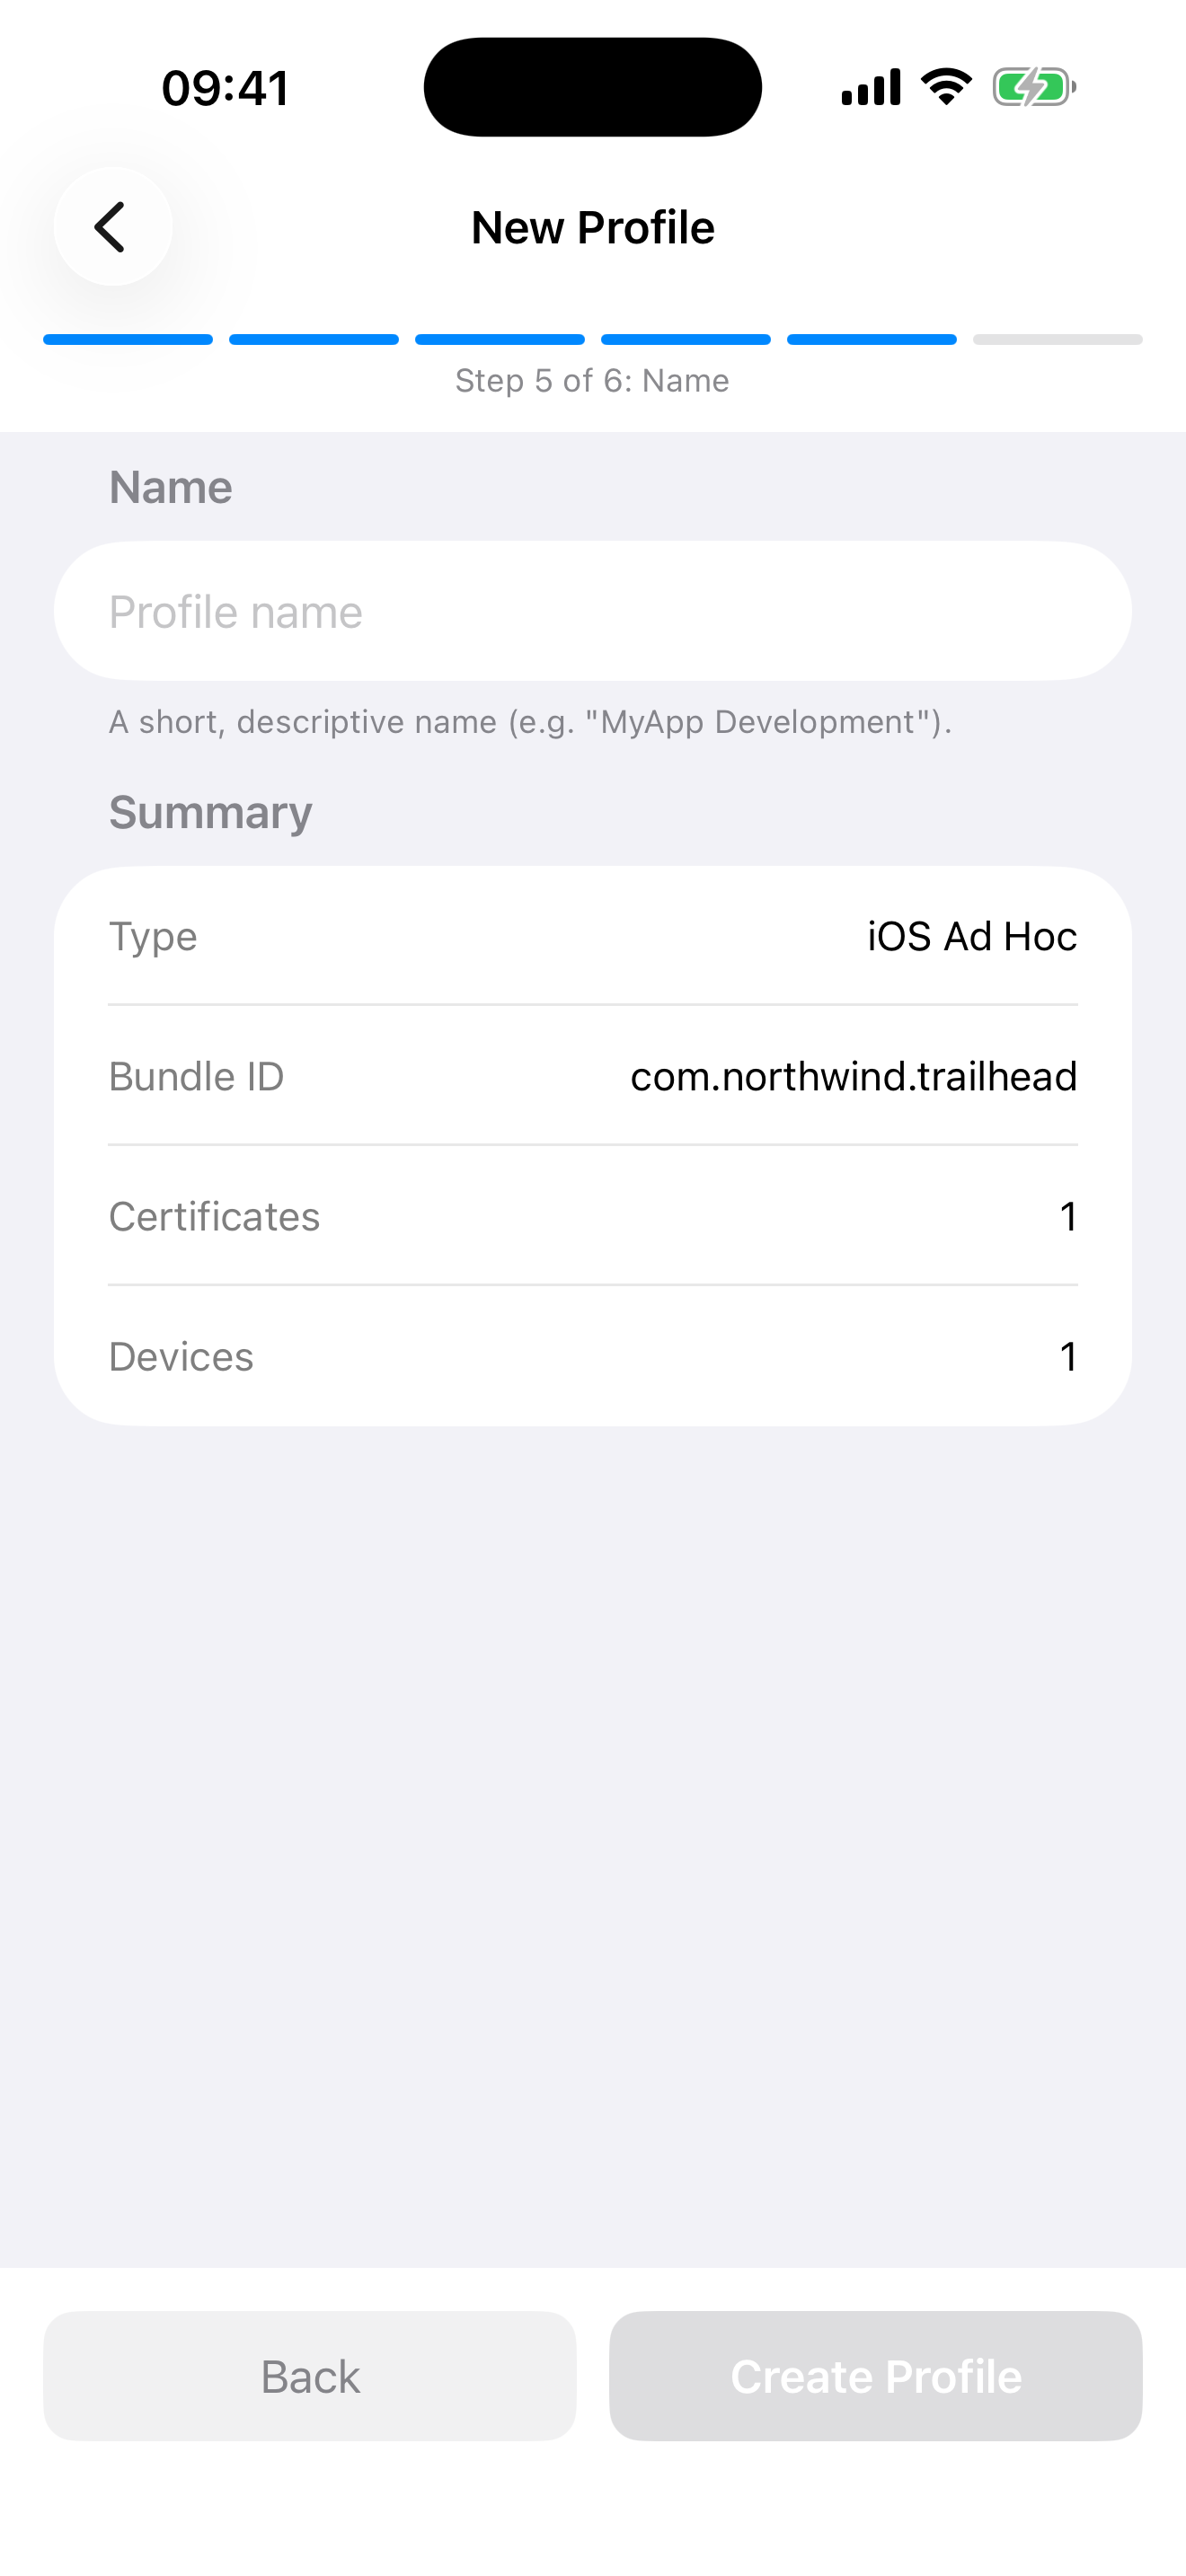 09:41
New Profile
Step 5 of 6: Name
Name
Profile name
A short, descriptive name (e.g. "MyApp Development").
Summary
Type iOS Ad Hoc
Bundle ID com.northwind.trailhead
Certificates 1
Devices 1
Back Create Profile